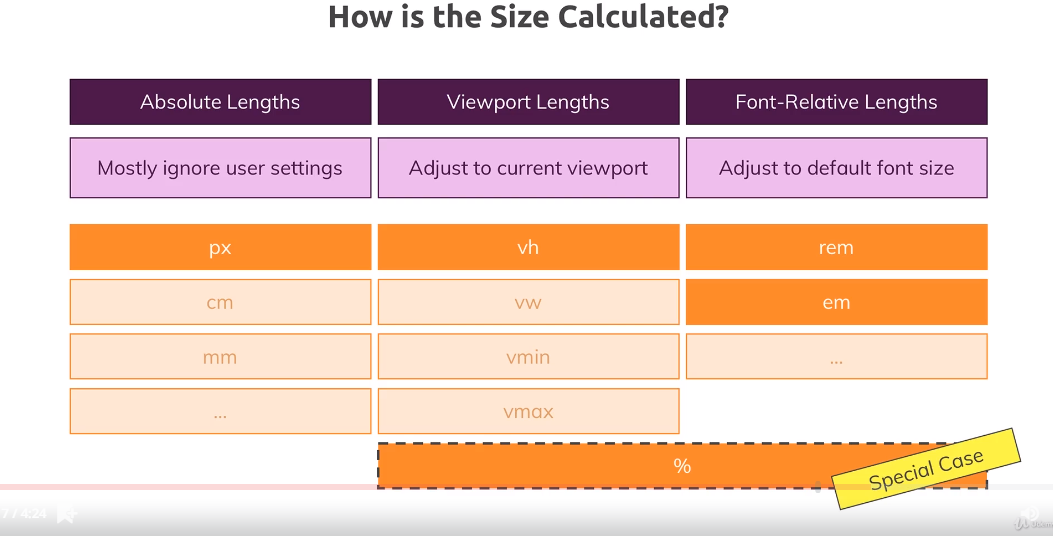 How is the Size Calculated?
Absolute Lengths
Viewport Lengths
Font-Relative Lengths
Mostly ignore user settings
Adjust to current viewport
Adjust to default font size
px
vh
rem
cm
vw
em
mm
vmin
...
...
vmax
%
Special Case
7 / 4:24